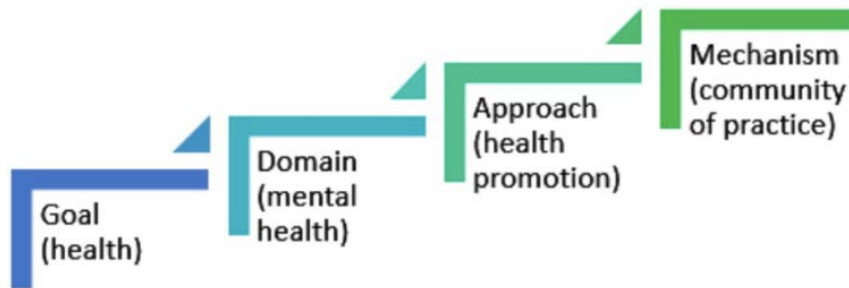 Goal
(health)
Domain
(mental
health)
Approach
(health
promotion)
Mechanism
(community
of practice)